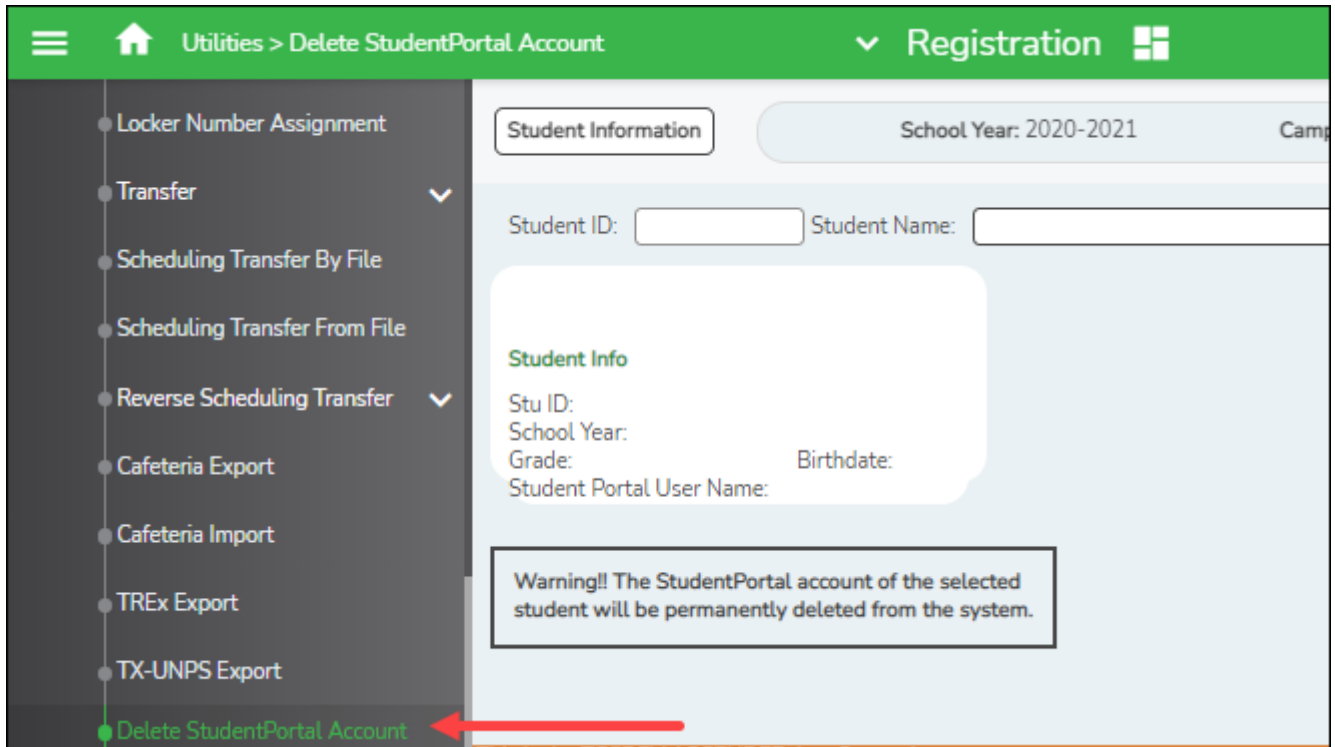 Utilities > Delete StudentPortal Account
Registration
Locker Number Assignment
Transfer
Scheduling Transfer By File
Scheduling Transfer From File
Reverse Scheduling Transfer
Cafeteria Export
Cafeteria Import
TREx Export
TX-UNPS Export
Delete StudentPortal Account
Student Information
School Year: 2020-2021
Camp
Student ID:
Student Name:
Student Info
Stu ID:
School Year:
Grade:
Birthdate:
Student Portal User Name:
Warning!! The StudentPortal account of the selected
student will be permanently deleted from the system.